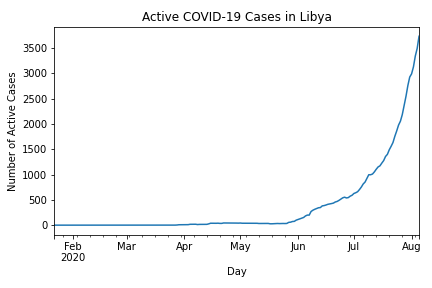 Active COVID-19 Cases in Libya
Number of Active Cases
3500
3000
2500
2000
1500
1000
500
0
Feb Mar Apr May Jun Jul Aug
2020
Day